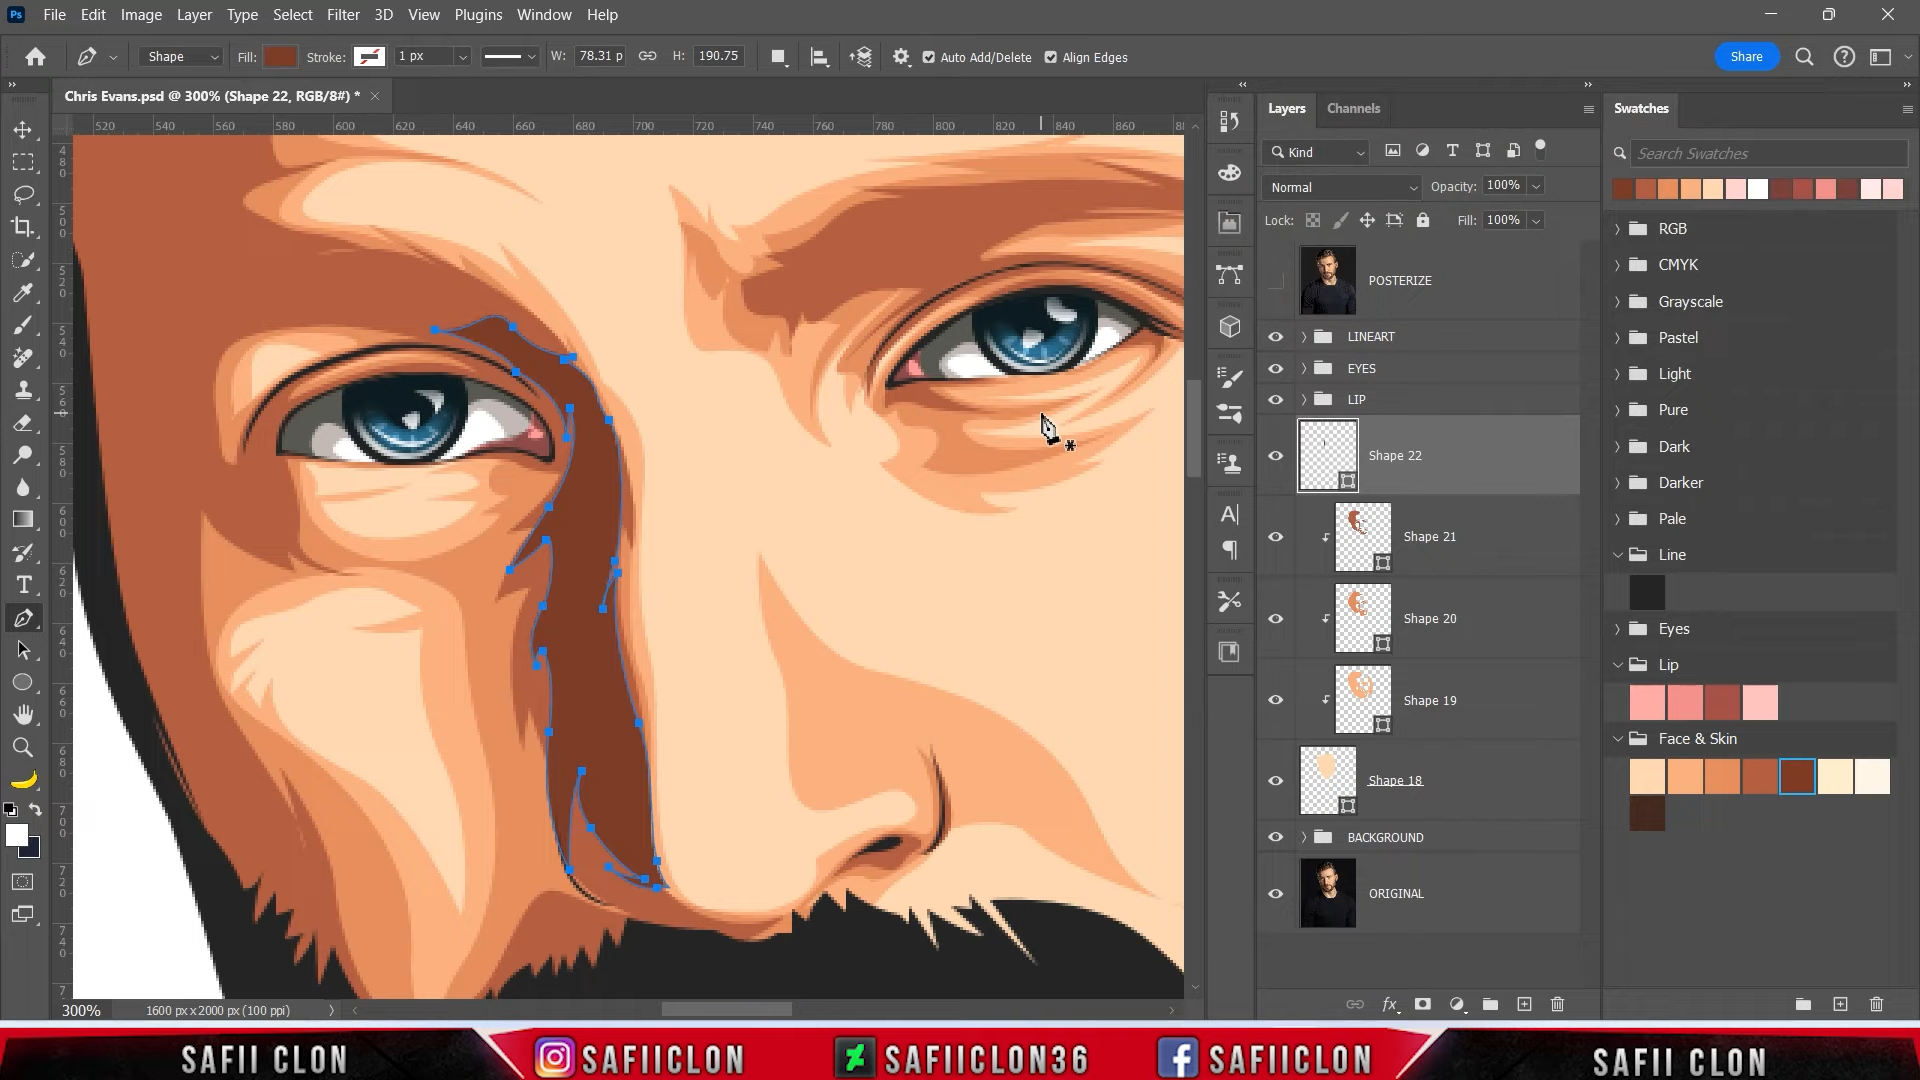 Ps File Edit Image Layer Type Select Filter 3D View Plugins Window Help
Shape Fill: Stroke: 1 px W: 78.31 p H: 190.75 Auto Add/Delete Align Edges Share
Chris Evans.psd @ 300% (Shape 22, RGB/8#) *
520 540 560 580 600 620 640 660 680 700 720 740 760 780 800 820 840 860
Layers Channels
Kind
Normal Opacity: 100%
Lock: Fill: 100%
POSTERIZE
LINEART
EYES
LIP
Shape 22
Shape 21
Shape 20
Shape 19
Shape 18
BACKGROUND
ORIGINAL
Swatches
Search Swatches
RGB
CMYK
Grayscale
Pastel
Light
Pure
Dark
Darker
Pale
Line
Eyes
Lip
Face & Skin
300% 1600 px x 2000 px (100 ppi)
SAFII CLON SAFIICLON SAFIICLON36 SAFIICLON SAFII CLON